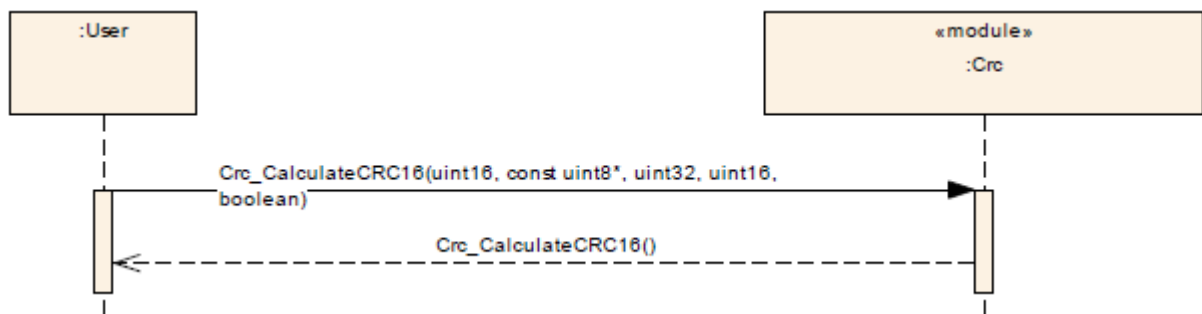 :User
«module»
:Crc
Crc_CalculateCRC16(uint16, const uint8*, uint32, uint16,
boolean)
Crc_CalculateCRC16()